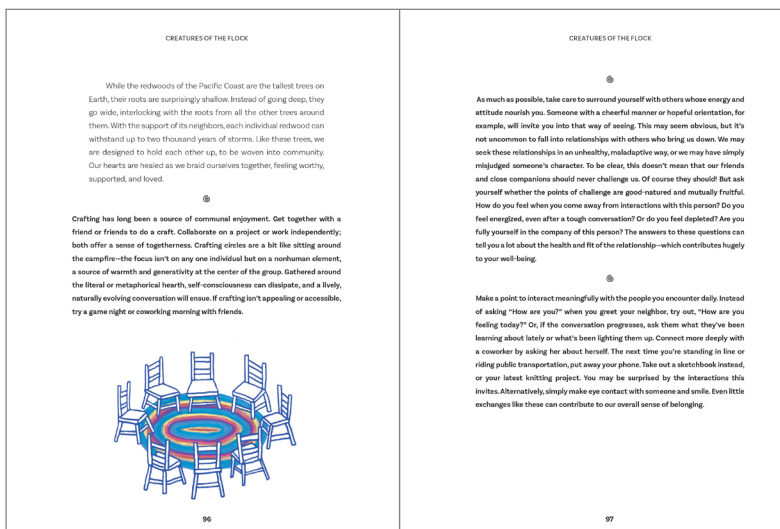 CREATURES OF THE FLOCK
While the redwoods of the Pacific Coast are the tallest trees on
Earth, their roots are surprisingly shallow. Instead of going deep, they
go wide, interlocking with the roots from all the other trees around
them. With the support of its neighbors, each individual redwood can
withstand up to two thousand years of storms. Like these trees, we
are designed to hold each other up, to be woven into community.
Our hearts are healed as we braid ourselves together, feeling worthy,
supported, and loved.
Crafting has long been a source of communal enjoyment. Get together with a
friend or friends to do a craft. Collaborate on a project or work independently;
both offer a sense of togetherness. Crafting circles are a bit like sitting around
the campfire—the focus isn't on any one individual but on a nonhuman element,
a source of warmth and generativity at the center of the group. Gathered around
the literal or metaphorical hearth, self-consciousness can dissipate, and a lively,
naturally evolving conversation will ensue. If crafting isn't appealing or accessible,
try a game night or coworking morning with friends.
96
CREATURES OF THE FLOCK
As much as possible, take care to surround yourself with others whose energy and
attitude nourish you. Someone with a cheerful manner or hopeful orientation, for
example, will invite you into that way of seeing. This may seem obvious, but it's
not uncommon to fall into relationships with others who bring us down. We may
seek these relationships in an unhealthy, maladaptive way, or we may have simply
misjudged someone's character. To be clear, this doesn't mean that our friends
and close companions should never challenge us. Of course they should! But ask
yourself whether the points of challenge are good-natured and mutually fruitful.
How do you feel when you come away from interactions with this person? Do you
feel energized, even after a tough conversation? Or do you feel depleted? Are you
fully yourself in the company of this person? The answers to these questions can
tell you a lot about the health and fit of the relationship—which contributes hugely
to your well-being.
Make a point to interact meaningfully with the people you encounter daily. Instead
of asking "How are you?" when you greet your neighbor, try out, "How are you
feeling today?" Or, if the conversation progresses, ask them what they've been
learning about lately or what's been lighting them up. Connect more deeply with
a coworker by asking her about herself. The next time you're standing in line or
riding public transportation, put away your phone. Take out a sketchbook instead,
or your latest knitting project. You may be surprised by the interactions this
invites. Alternatively, simply make eye contact with someone and smile. Even little
exchanges like these can contribute to our overall sense of belonging.
97